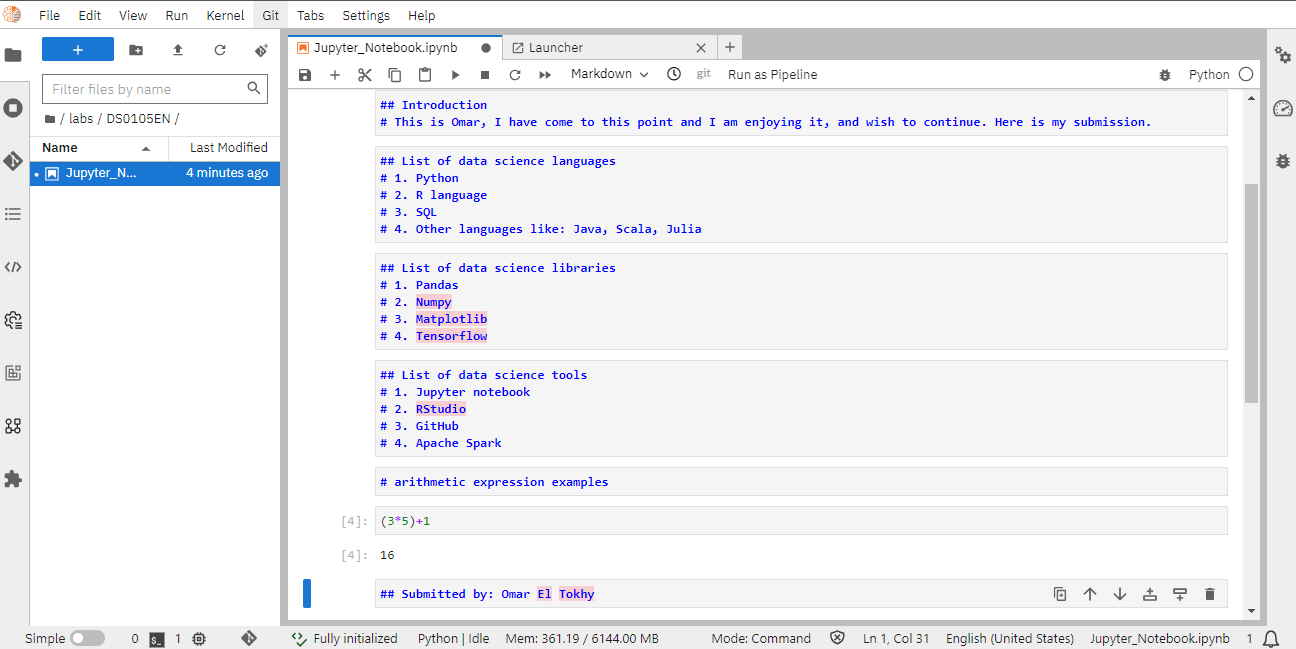 File Edit View Run Kernel Git Tabs Settings Help
+
Filter files by name
/ labs / DS0105EN /
Name Last Modified
Jupyter_N... 4 minutes ago
Jupyter_Notebook.ipynb Launcher
Markdown git Run as Pipeline Python
## Introduction
# This is Omar, I have come to this point and I am enjoying it, and wish to continue. Here is my submission.
## List of data science languages
# 1. Python
# 2. R language
# 3. SQL
# 4. Other languages like: Java, Scala, Julia
## List of data science libraries
# 1. Pandas
# 2. Numpy
# 3. Matplotlib
# 4. Tensorflow
## List of data science tools
# 1. Jupyter notebook
# 2. RStudio
# 3. GitHub
# 4. Apache Spark
# arithmetic expression examples
[4]: (3*5)+1
[4]: 16
## Submitted by: Omar El Tokhy
Simple 0 $_ 1 Fully initialized Python | Idle Mem: 361.19 / 6144.00 MB Mode: Command Ln 1, Col 31 English (United States) Jupyter_Notebook.ipynb 1